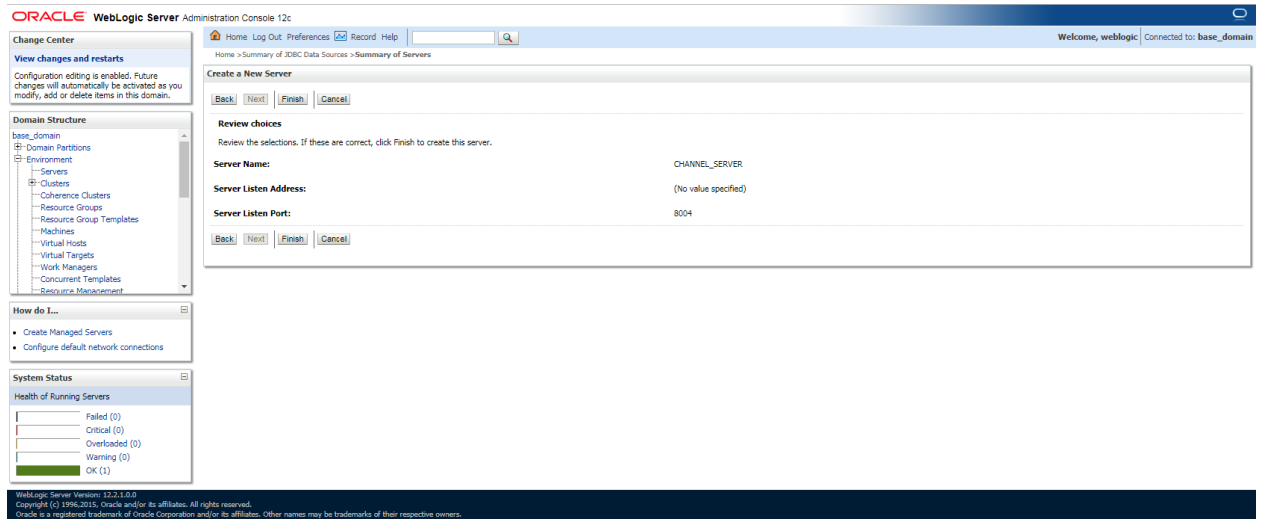 ORACLE WebLogic Server Administration Console 12c
Change Center
View changes and restarts
Configuration editing is enabled. Future
changes will automatically be activated as you
modify, add or delete items in this domain.
Domain Structure
base_domain
Domain Partitions
Environment
Servers
Clusters
Coherence Clusters
Resource Groups
Resource Group Templates
Machines
Virtual Hosts
Virtual Targets
Work Managers
Concurrent Templates
Resource Management
How do I...
Create Managed Servers
Configure default network connections
System Status
Health of Running Servers
Failed (0)
Critical (0)
Overloaded (0)
Warning (0)
OK (1)
Home Log Out Preferences Record Help
Welcome, weblogic Connected to: base_domain
Home >Summary of JDBC Data Sources >Summary of Servers
Create a New Server
Back Next Finish Cancel
Review choices
Review the selections. If these are correct, click Finish to create this server.
Server Name: CHANNEL_SERVER
Server Listen Address: (No value specified)
Server Listen Port: 8004
Back Next Finish Cancel
WebLogic Server Version: 12.2.1.0.0
Copyright (c) 1996,2015, Oracle and/or its affiliates. All rights reserved.
Oracle is a registered trademark of Oracle Corporation and/or its affiliates. Other names may be trademarks of their respective owners.